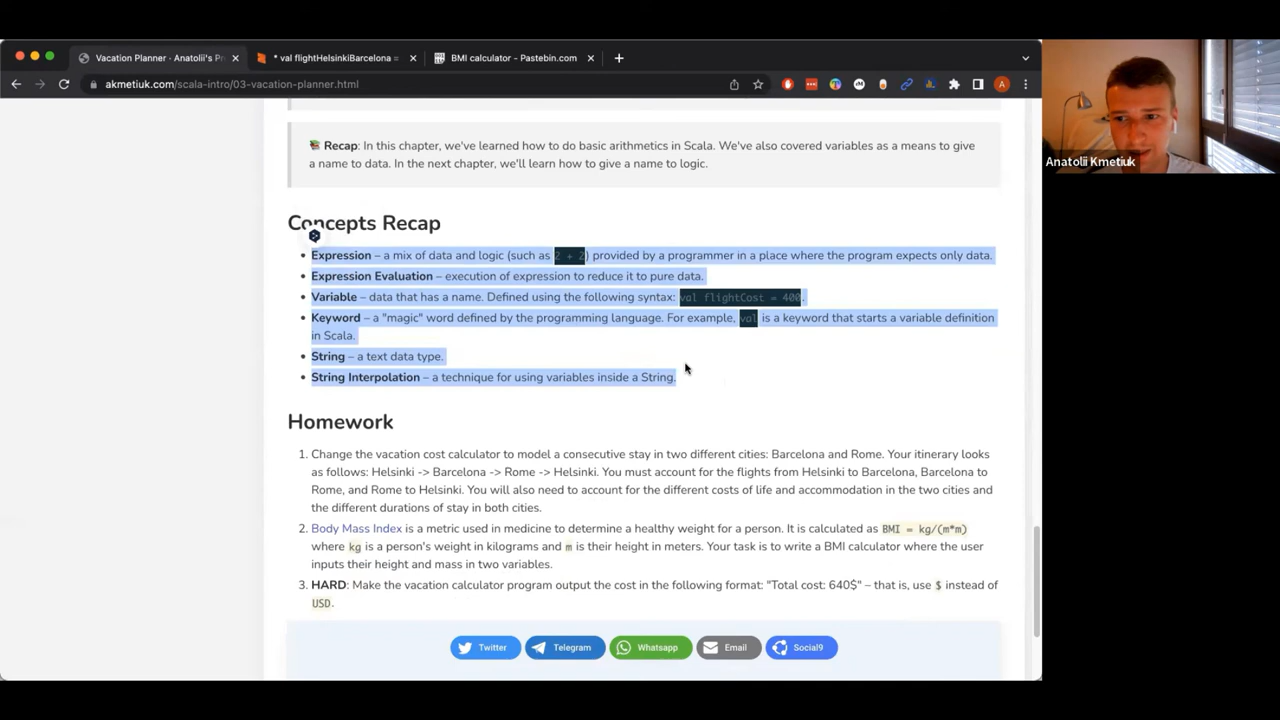 Vacation Planner - Anatolii's Pr
* val flightHelsinkiBarcelona =
BMI calculator - Pastebin.com
akmetiuk.com/scala-intro/03-vacation-planner.html
A
Anatolii Kmetiuk
Recap: In this chapter, we've learned how to do basic arithmetics in Scala. We've also covered variables as a means to give
a name to data. In the next chapter, we'll learn how to give a name to logic.
Concepts Recap
• Expression – a mix of data and logic (such as 2 + 2) provided by a programmer in a place where the program expects only data.
• Expression Evaluation – execution of expression to reduce it to pure data.
• Variable – data that has a name. Defined using the following syntax: val flightCost = 400.
• Keyword – a "magic" word defined by the programming language. For example, val is a keyword that starts a variable definition
in Scala.
• String – a text data type.
• String Interpolation – a technique for using variables inside a String.
Homework
1. Change the vacation cost calculator to model a consecutive stay in two different cities: Barcelona and Rome. Your itinerary looks
as follows: Helsinki -> Barcelona -> Rome -> Helsinki. You must account for the flights from Helsinki to Barcelona, Barcelona to
Rome, and Rome to Helsinki. You will also need to account for the different costs of life and accommodation in the two cities and
the different durations of stay in both cities.
2. Body Mass Index is a metric used in medicine to determine a healthy weight for a person. It is calculated as BMI = kg/(m*m)
where kg is a person's weight in kilograms and m is their height in meters. Your task is to write a BMI calculator where the user
inputs their height and mass in two variables.
3. HARD: Make the vacation calculator program output the cost in the following format: "Total cost: 640$" – that is, use $ instead of
USD.
Twitter
Telegram
Whatsapp
Email
Social9